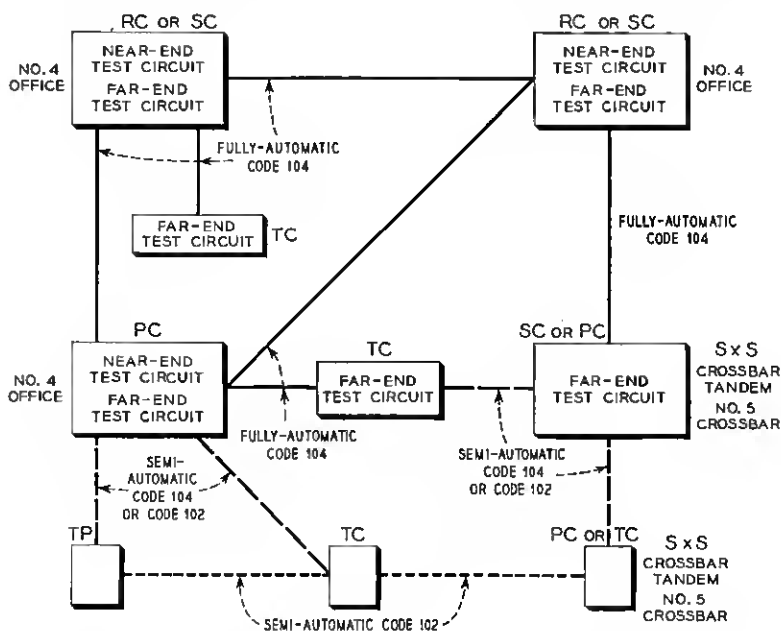 RC OR SC
RC OR SC
NO. 4
OFFICE
NEAR-END
TEST CIRCUIT
FAR-END
TEST CIRCUIT
NEAR-END
TEST CIRCUIT
FAR-END
TEST CIRCUIT
NO. 4
OFFICE
FULLY-AUTOMATIC
CODE 104
FAR-END
TEST CIRCUIT
TC
FULLY-AUTOMATIC
CODE 104
PC
NO. 4
OFFICE
NEAR-END
TEST CIRCUIT
FAR-END
TEST CIRCUIT
TC
FAR-END
TEST CIRCUIT
SC OR PC
FAR-END
TEST CIRCUIT
S x S
CROSSBAR
TANDEM
NO. 5
CROSSBAR
FULLY-AUTOMATIC
CODE 104
SEMI-
AUTOMATIC
CODE 104
OR CODE 102
SEMI-AUTOMATIC
CODE 104
OR CODE 102
TP
TC
PC OR TC
S x S
CROSSBAR
TANDEM
NO. 5
CROSSBAR
SEMI-AUTOMATIC CODE 102